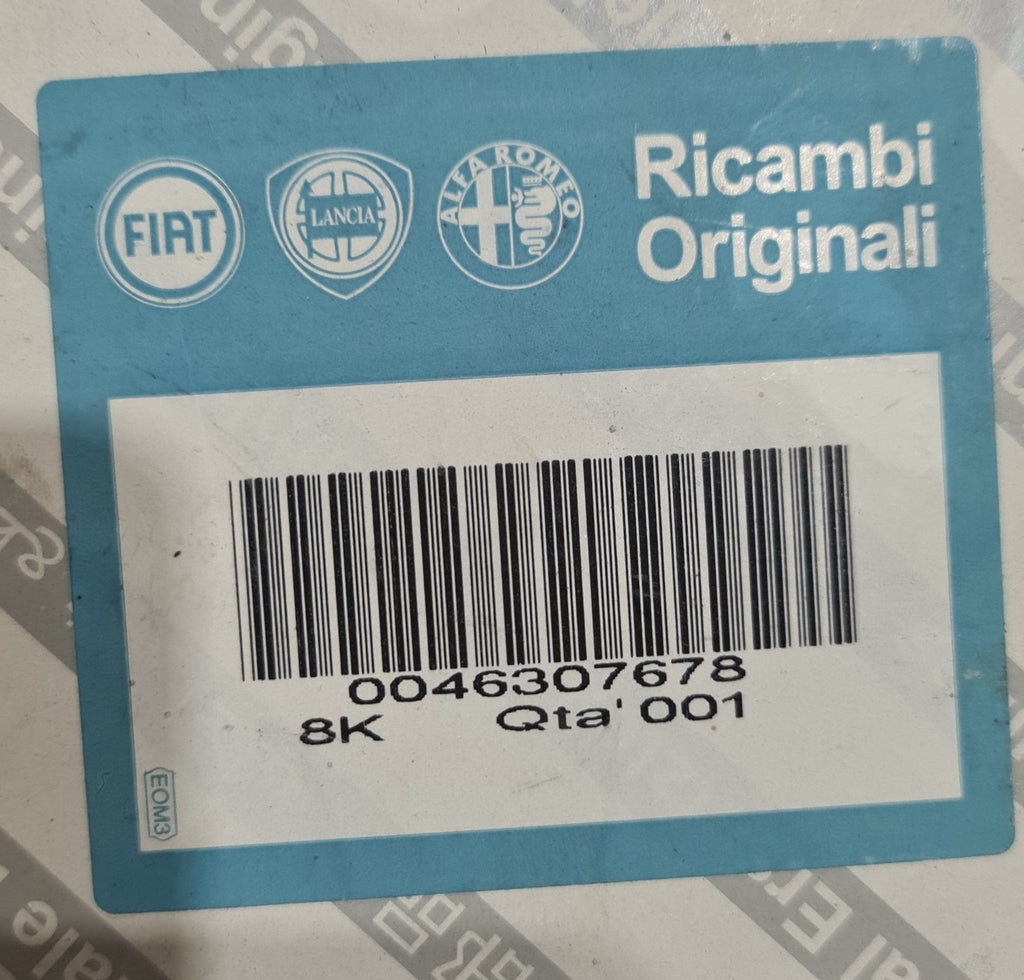 FIAT
LANCIA
ALFA ROMEO
Ricambi
Originali
0046307678
8K Qta' 001
EOM3